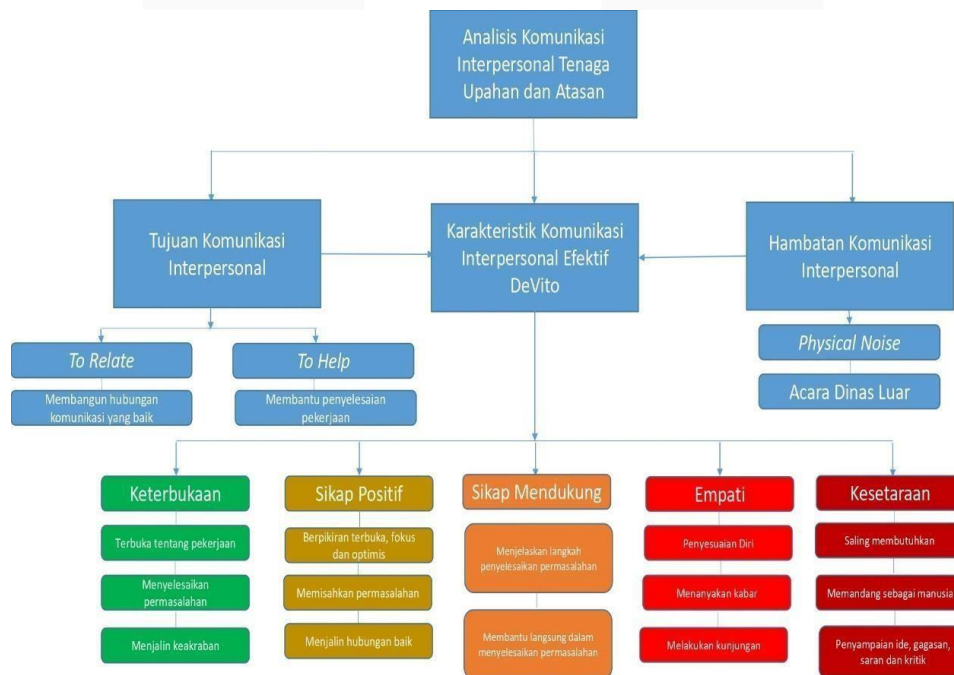 Analisis Komunikasi
Interpersonal Tenaga
Upahan dan Atasan
Tujuan Komunikasi
Interpersonal
Karakteristik Komunikasi
Interpersonal Efektif
DeVito
Hambatan Komunikasi
Interpersonal
To Relate
To Help
Physical Noise
Membangun hubungan
komunikasi yang baik
Membantu penyelesaian
pekerjaan
Acara Dinas Luar
Keterbukaan
Terbuka tentang pekerjaan
Menyelesaikan
permasalahan
Menjalin keakraban
Sikap Positif
Berpikiran terbuka, fokus
dan optimis
Memisahkan permasalahan
Menjalin hubungan baik
Sikap Mendukung
Menjelaskan langkah
penyelesaikan permasalahan
Membantu langsung dalam
menyelesaikan permasalahan
Empati
Penyesuaian Diri
Menanyakan kabar
Melakukan kunjungan
Kesetaraan
Saling membutuhkan
Memandang sebagai manusia
Penyampaian ide, gagasan,
saran dan kritik